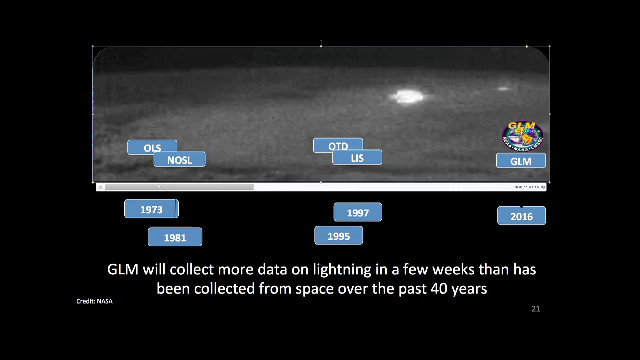 GLM
OLS
NOSL
OTD
LIS
GLM
1973
1981
1997
1995
2016
GLM will collect more data on lightning in a few weeks than has
been collected from space over the past 40 years
Credit: NASA
21